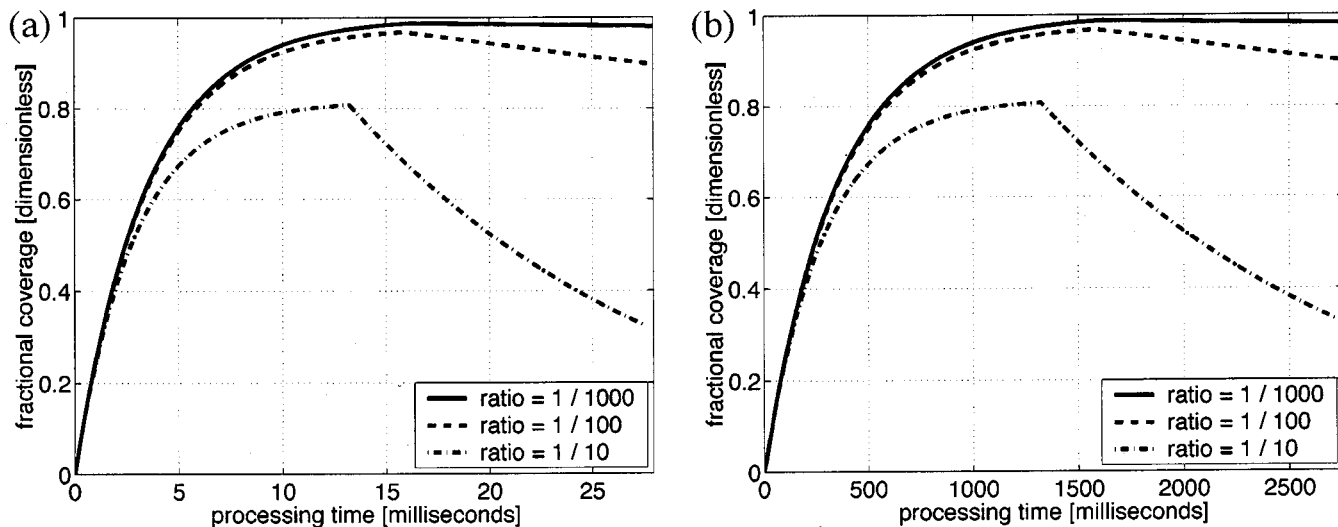 (a)
fractional coverage [dimensionless]
1
0.8
0.6
0.4
0.2
0
0 5 10 15 20 25
processing time [milliseconds]
ratio = 1 / 1000
ratio = 1 / 100
ratio = 1 / 10
(b)
fractional coverage [dimensionless]
1
0.8
0.6
0.4
0.2
0
0 500 1000 1500 2000 2500
processing time [milliseconds]
ratio = 1 / 1000
ratio = 1 / 100
ratio = 1 / 10